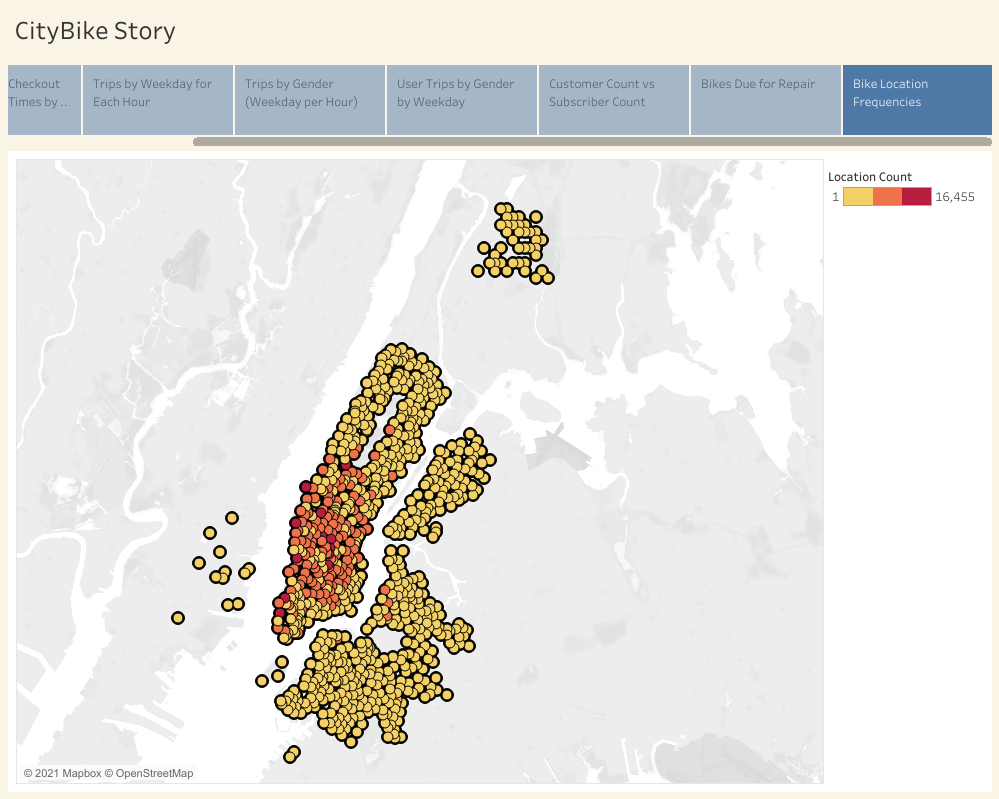 CityBike Story
Checkout
Times by ..
Trips by Weekday for
Each Hour
Trips by Gender
(Weekday per Hour)
User Trips by Gender
by Weekday
Customer Count vs
Subscriber Count
Bikes Due for Repair
Bike Location
Frequencies
Location Count
1 16,455
© 2021 Mapbox © OpenStreetMap